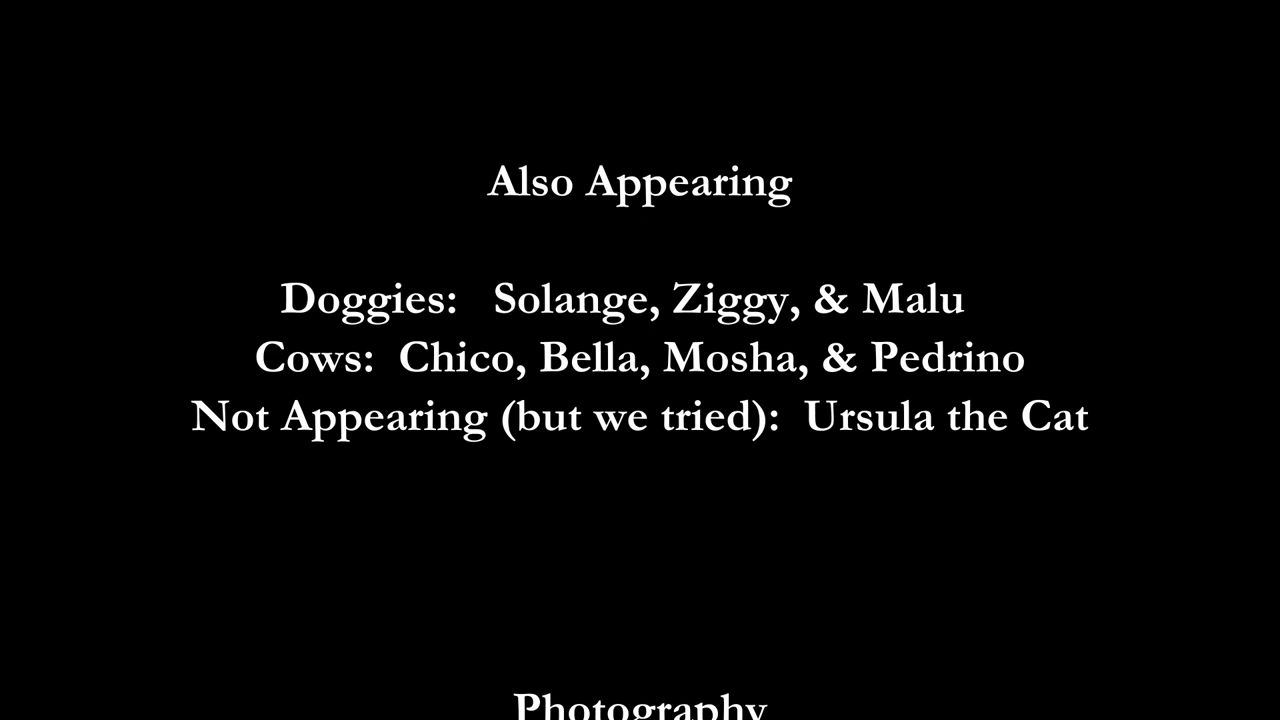 Also Appearing
Doggies: Solange, Ziggy, & Malu
Cows: Chico, Bella, Mosha, & Pedrino
Not Appearing (but we tried): Ursula the Cat
Photography